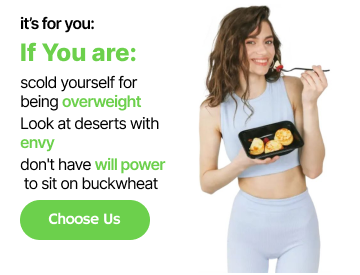 it's for you:
If You are:
scold yourself for
being overweight
Look at deserts with
envy
don't have will power
to sit on buckwheat
Choose Us